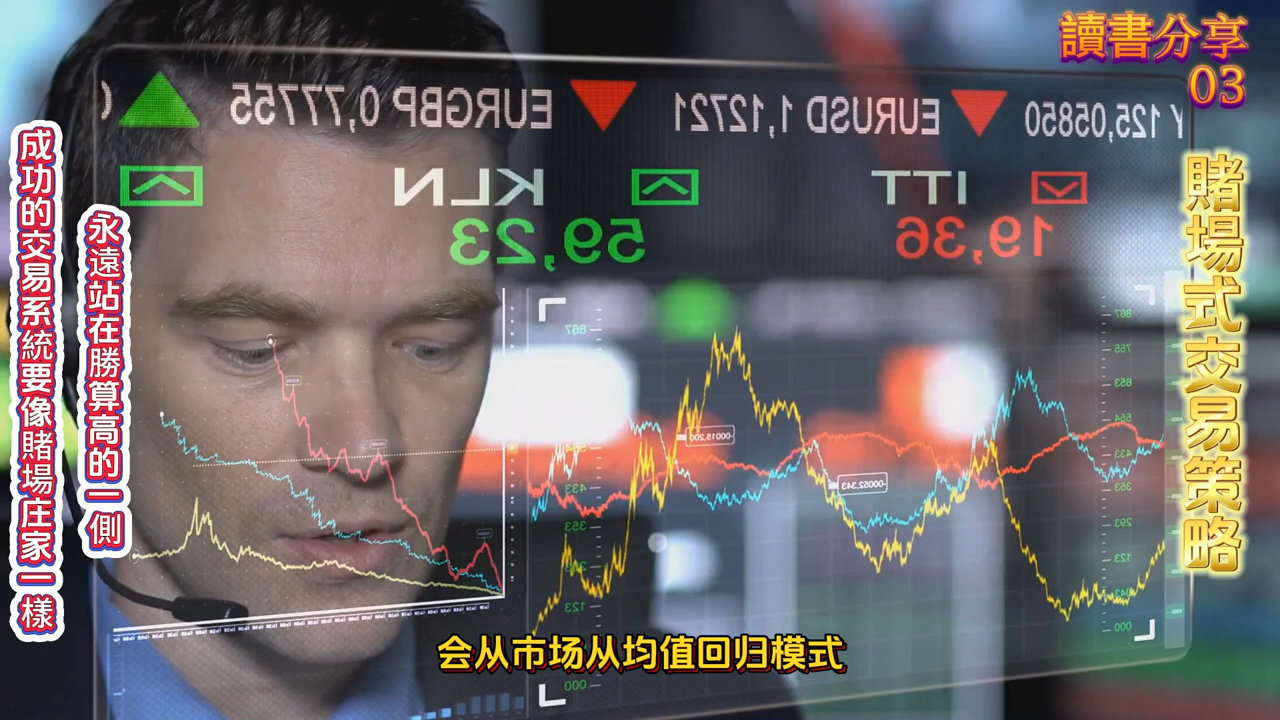 讀書分享
03
賭場式交易策略
成功的交易系統要像賭場庄家一樣
永遠站在勝算高的一側
EURGBP 0,77755
EURUSD 1,12721
Y 125,05850
KLN
59,23
ITT
19,36
会从市场从均值回归模式